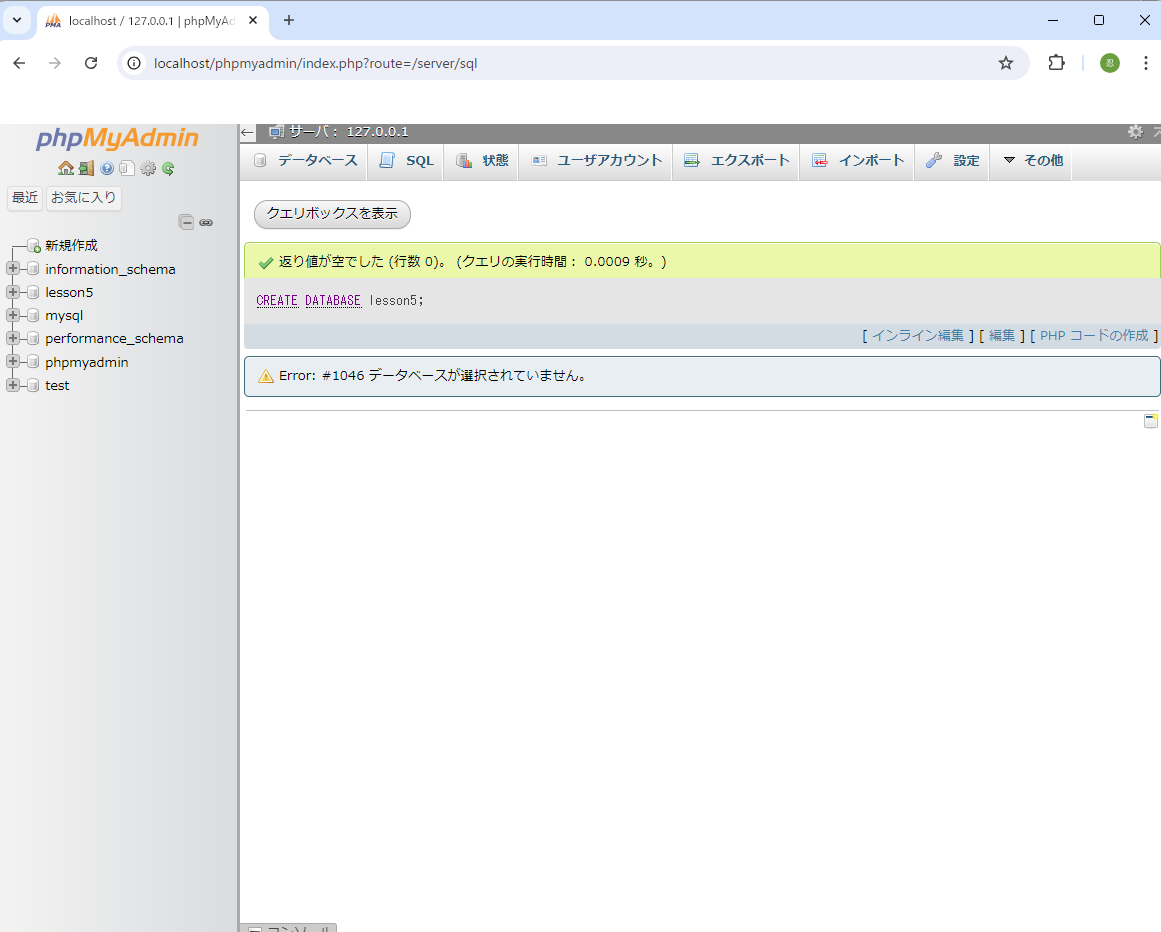 localhost / 127.0.0.1 | phpMyAd
localhost/phpmyadmin/index.php?route=/server/sql
忍
phpMyAdmin
最近 お気に入り
新規作成
information_schema
lesson5
mysql
performance_schema
phpmyadmin
test
サーバ： 127.0.0.1
データベース SQL 状態 ユーザアカウント エクスポート インポート 設定 その他
クエリボックスを表示
返り値が空でした (行数 0)。 (クエリの実行時間： 0.0009 秒。)
CREATE DATABASE lesson5;
[ インライン編集 ] [ 編集 ] [ PHP コードの作成 ]
Error: #1046 データベースが選択されていません。
コンソール